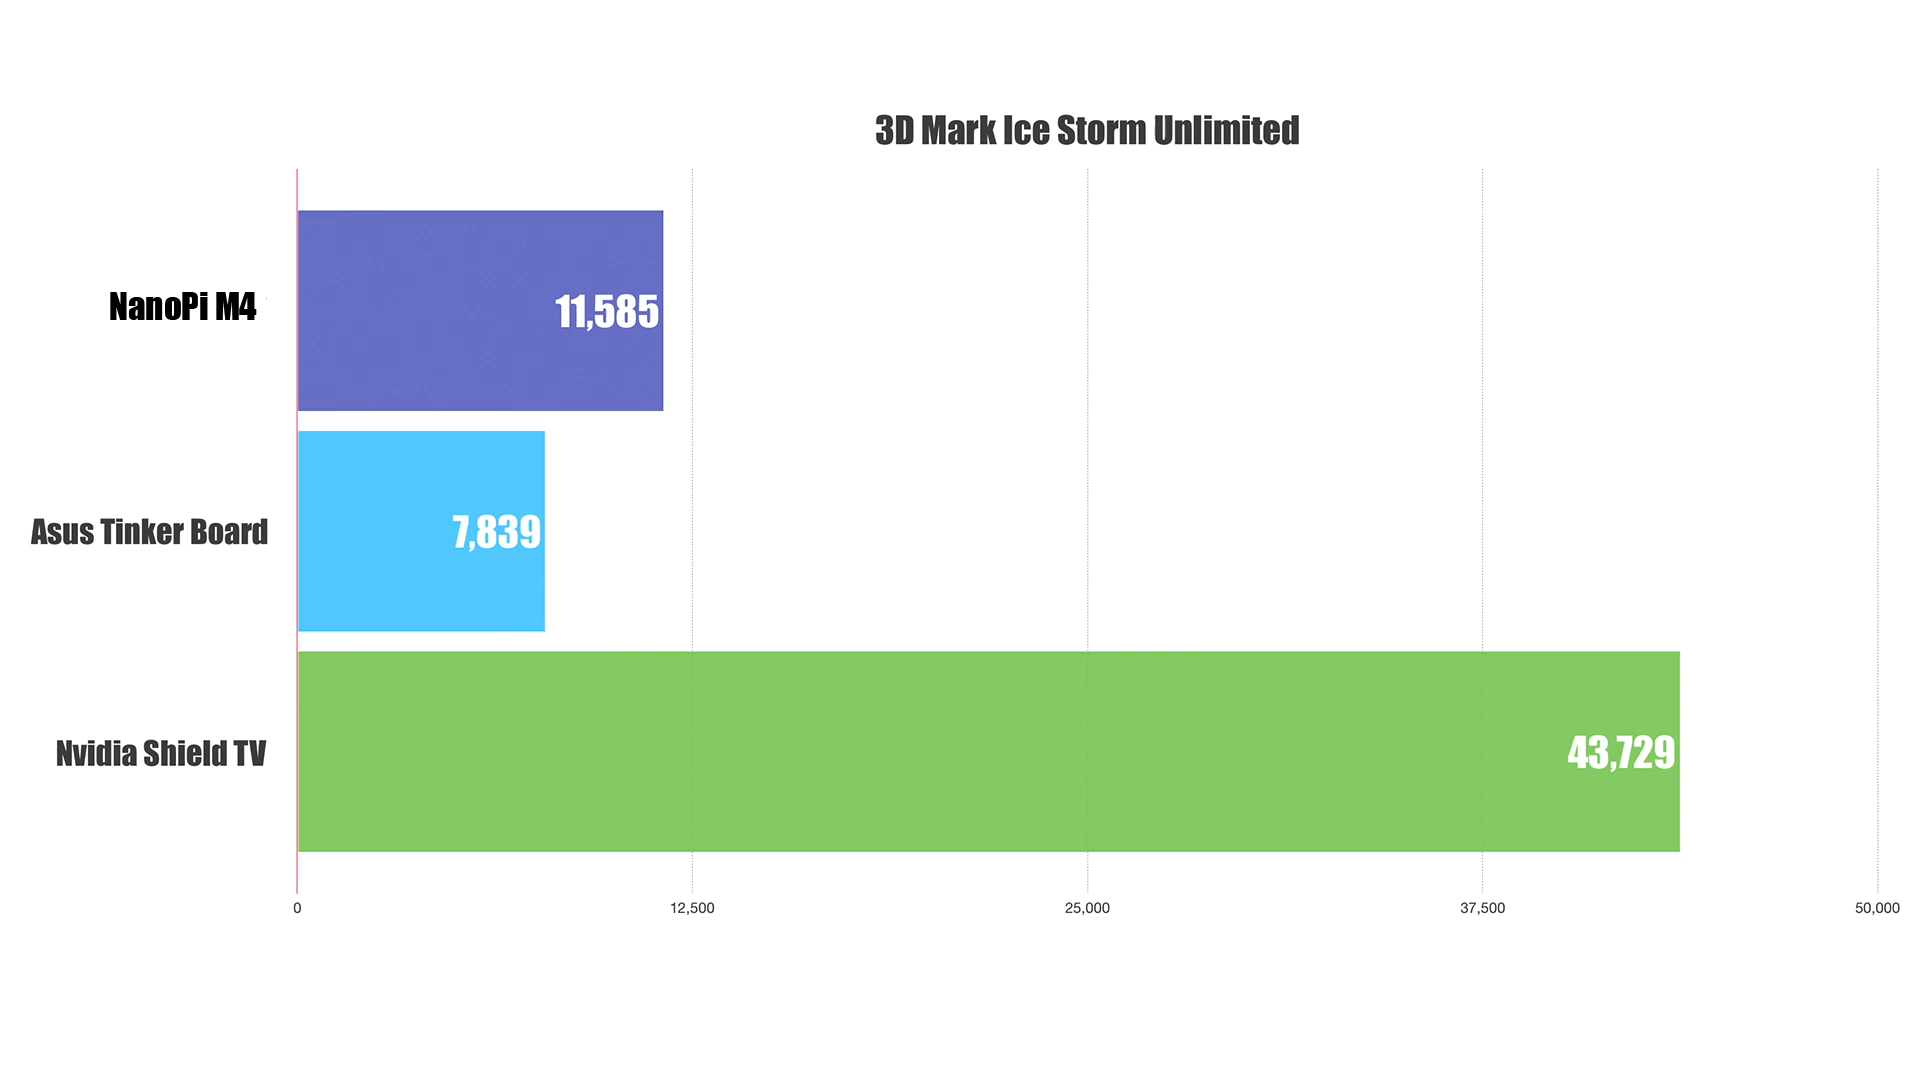 3D Mark Ice Storm Unlimited
NanoPi M4
11,585
Asus Tinker Board
7,839
Nvidia Shield TV
43,729
0
12,500
25,000
37,500
50,000